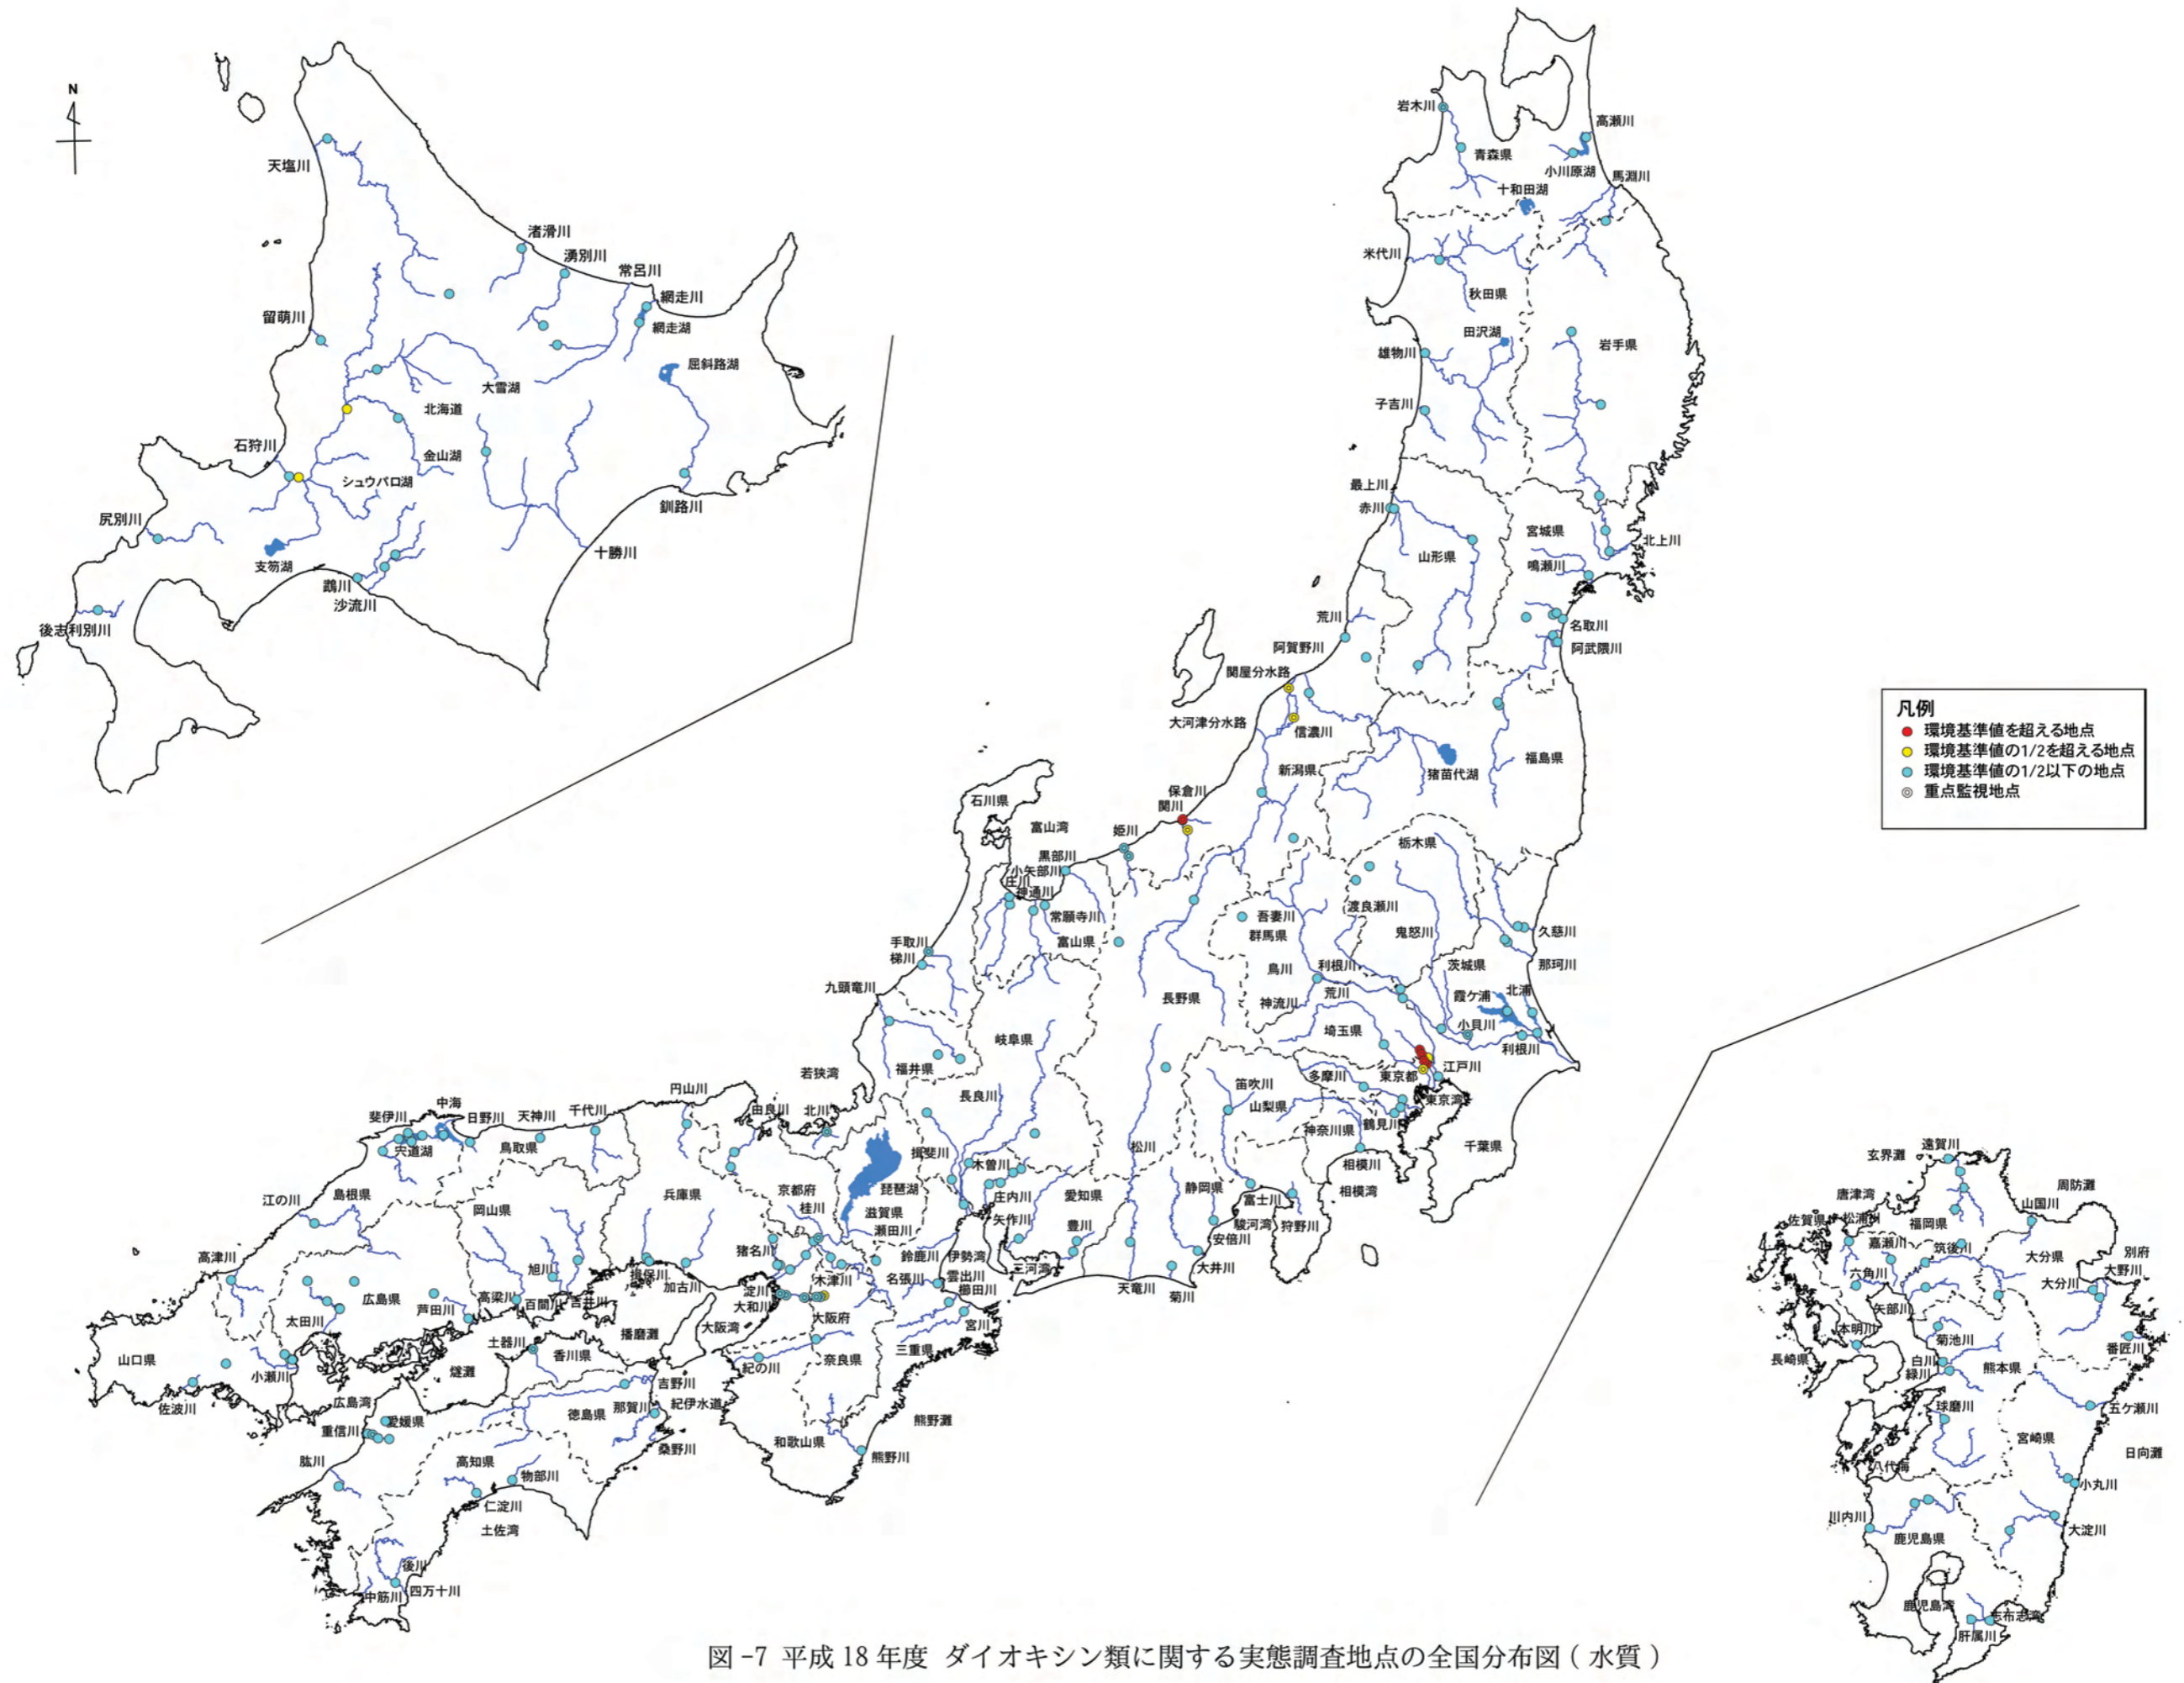 N
天塩川
渚滑川
湧別川
常呂川
網走川
網走湖
留萌川
屈斜路湖
大雪湖
北海道
石狩川
金山湖
シュウパロ湖
釧路川
尻別川
十勝川
支笏湖
鵡川
沙流川
後志利別川
岩木川
高瀬川
青森県
小川原湖
馬淵川
十和田湖
米代川
秋田県
田沢湖
岩手県
雄物川
子吉川
最上川
赤川
宮城県
北上川
山形県
鳴瀬川
荒川
名取川
阿賀野川
阿武隈川
関屋分水路
大河津分水路
信濃川
福島県
新潟県
猪苗代湖
保倉川
関川
石川県
富山湾
姫川
栃木県
黒部川
小矢部川
庄川
神通川
常願寺川
富山県
吾妻川
群馬県
渡良瀬川
鬼怒川
久慈川
手取川
梯川
烏川
利根川
茨城県
那珂川
九頭竜川
長野県
神流川
荒川
霞ケ浦
北浦
岐阜県
埼玉県
小貝川
利根川
福井県
若狭湾
江戸川
東京都
多摩川
笛吹川
山梨県
東京湾
長良川
神奈川県
鶴見川
千葉県
円山川
由良川
北川
中海
斐伊川
日野川
天神川
千代川
鳥取県
宍道湖
揖斐川
木曽川
松川
相模川
相模湾
江の川
島根県
岡山県
兵庫県
京都府
桂川
琵琶湖
滋賀県
瀬田川
庄内川
愛知県
静岡県
富士川
矢作川
豊川
駿河湾
狩野川
安倍川
高津川
旭川
揖保川
加古川
猪名川
鈴鹿川
伊勢湾
三河湾
大井川
天竜川
菊川
広島県
芦田川
高梁川
百間川
吉井川
淀川
大和川
木津川
名張川
雲出川
櫛田川
太田川
大阪湾
大阪府
宮川
山口県
土器川
香川県
播磨灘
紀の川
奈良県
三重県
小瀬川
燧灘
佐波川
広島湾
吉野川
那賀川
紀伊水道
徳島県
熊野灘
重信川
愛媛県
桑野川
和歌山県
熊野川
肱川
高知県
物部川
仁淀川
土佐湾
後川
中筋川
四万十川
遠賀川
玄界灘
周防灘
唐津湾
山国川
佐賀県
松浦川
福岡県
嘉瀬川
筑後川
大分県
別府
大野川
六角川
大分川
矢部川
本明川
菊池川
番匠川
長崎県
白川
緑川
熊本県
球磨川
五ケ瀬川
宮崎県
日向灘
八代海
小丸川
川内川
鹿児島県
大淀川
鹿児島湾
志布志湾
肝属川
凡例
環境基準値を超える地点
環境基準値の1/2を超える地点
環境基準値の1/2以下の地点
重点監視地点
図-7 平成18年度 ダイオキシン類に関する実態調査地点の全国分布図(水質)